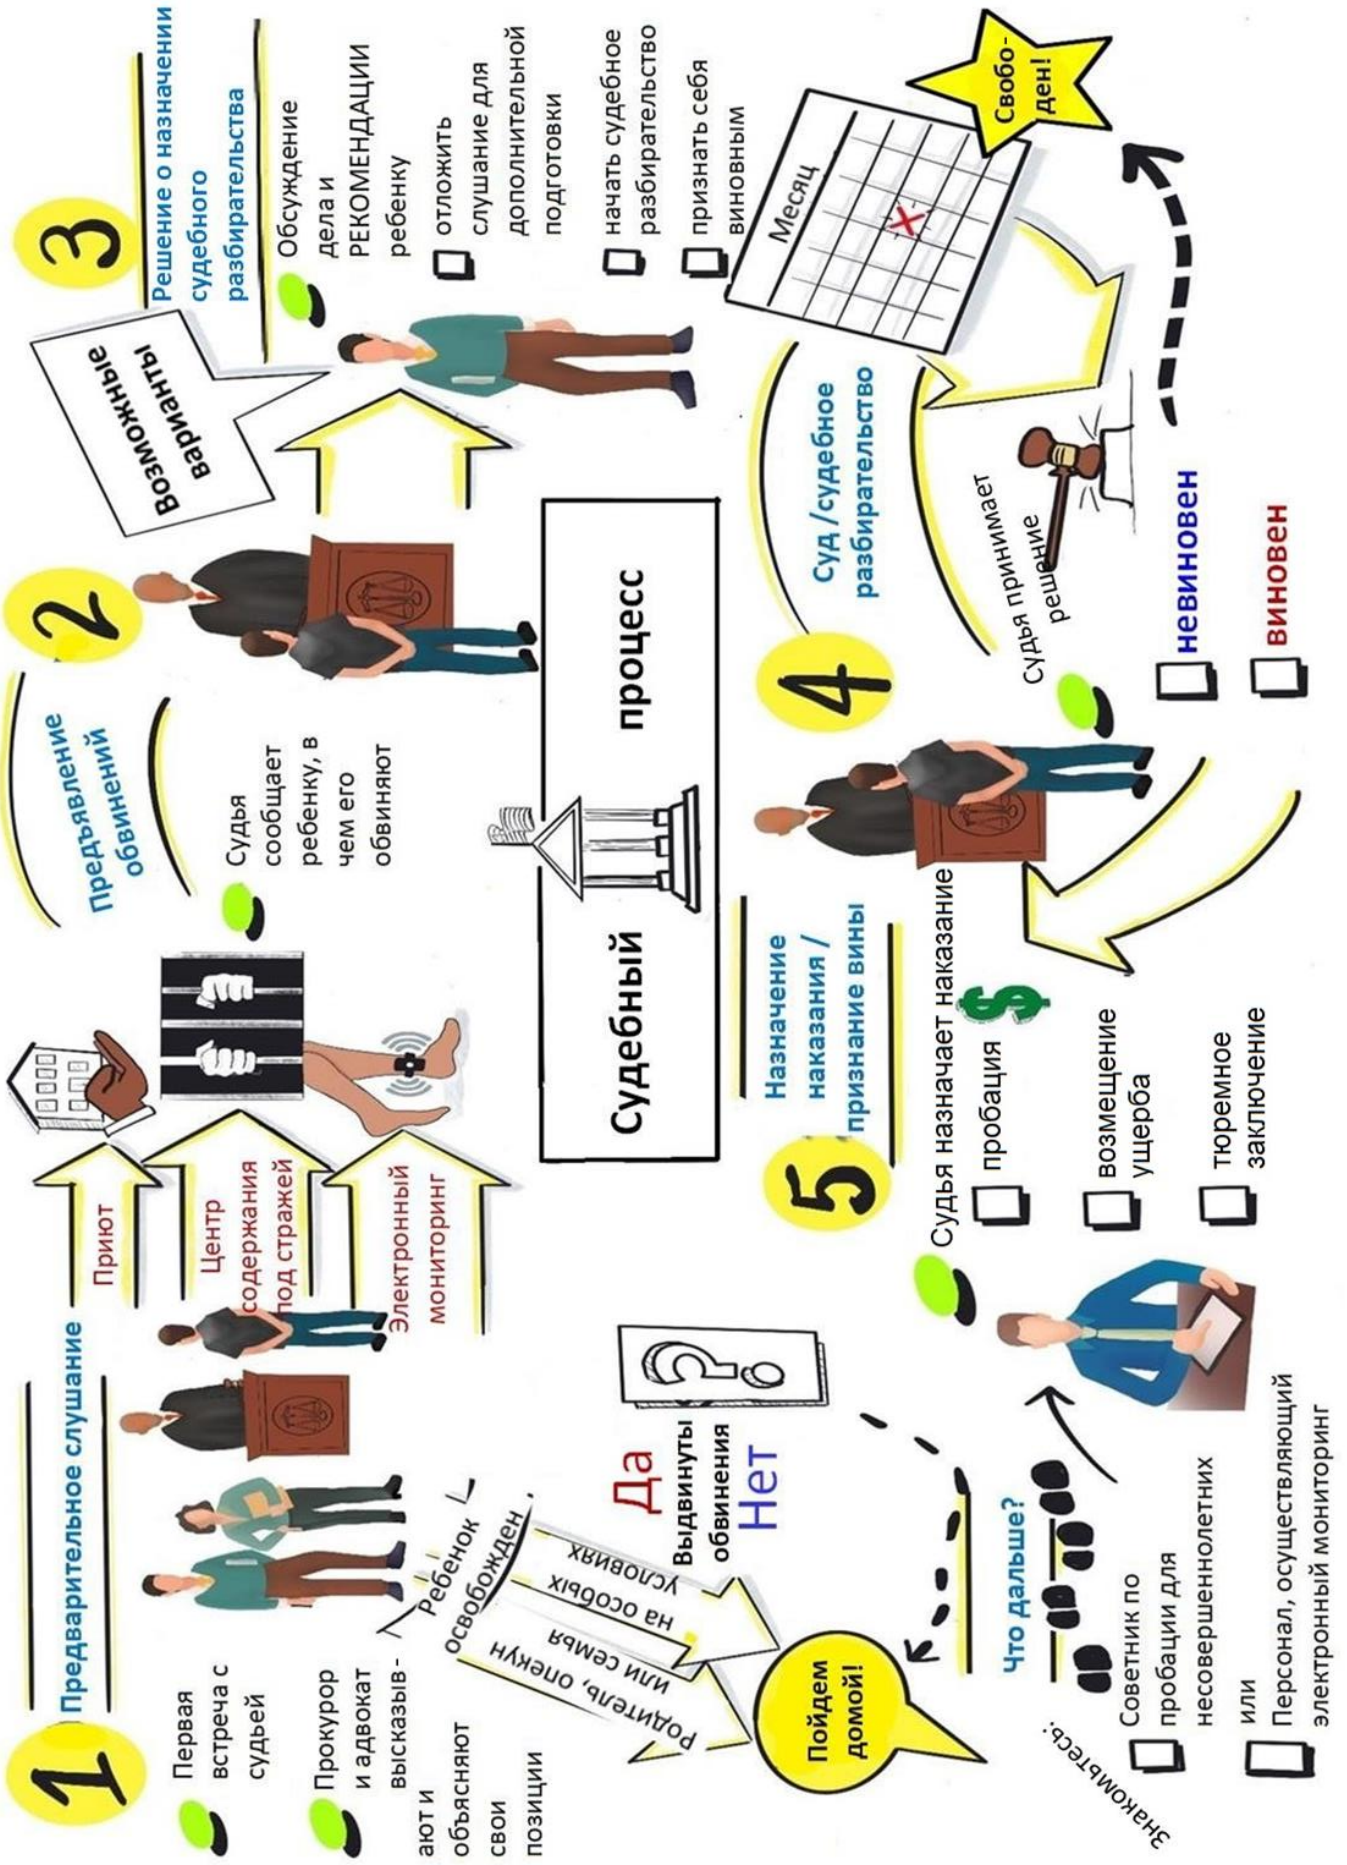 1
Предварительное слушание
Первая
встреча с
судьей
Прокурор
и адвокат
высказыв-
ают и
объясняют
свои
позиции
Приют
Центр
содержания
под стражей
Электронный
мониторинг
Ребенок
освобожден
на особых
условиях
Родитель, опекун
или семья
Да
Выдвинуты
обвинения
Нет
?
Пойдем
домой!
2
Предъявление
обвинений
Судья
сообщает
ребенку, в
чем его
обвиняют
3
Решение о назначении
судебного
разбирательства
Возможные
варианты
Обсуждение
дела и
РЕКОМЕНДАЦИИ
ребенку
отложить
слушание для
дополнительной
подготовки
начать судебное
разбирательство
признать себя
виновным
Судебный процесс
4
Суд /судебное
разбирательство
Месяц
X
Судья принимает
решение
невиновен
виновен
Свобо-
ден!
5
Назначение
наказания /
признание вины
Судья назначает наказание
пробация
$
возмещение
ущерба
тюремное
заключение
Что дальше?
Знакомьтесь:
Советник по
пробации для
несовершеннолетних
или
Персонал, осуществляющий
электронный мониторинг